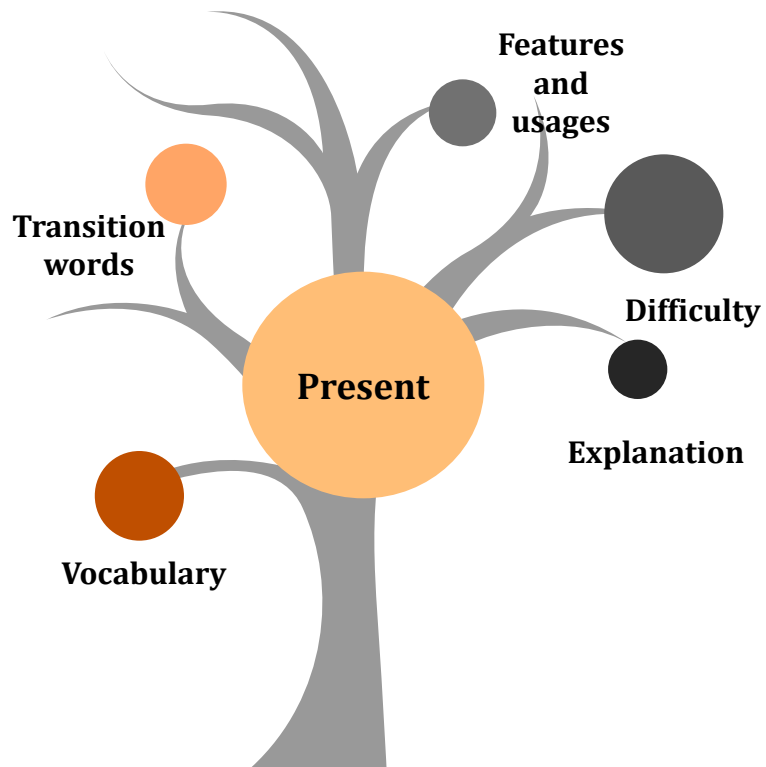 Features
and
usages
Transition
words
Difficulty
Present
Explanation
Vocabulary